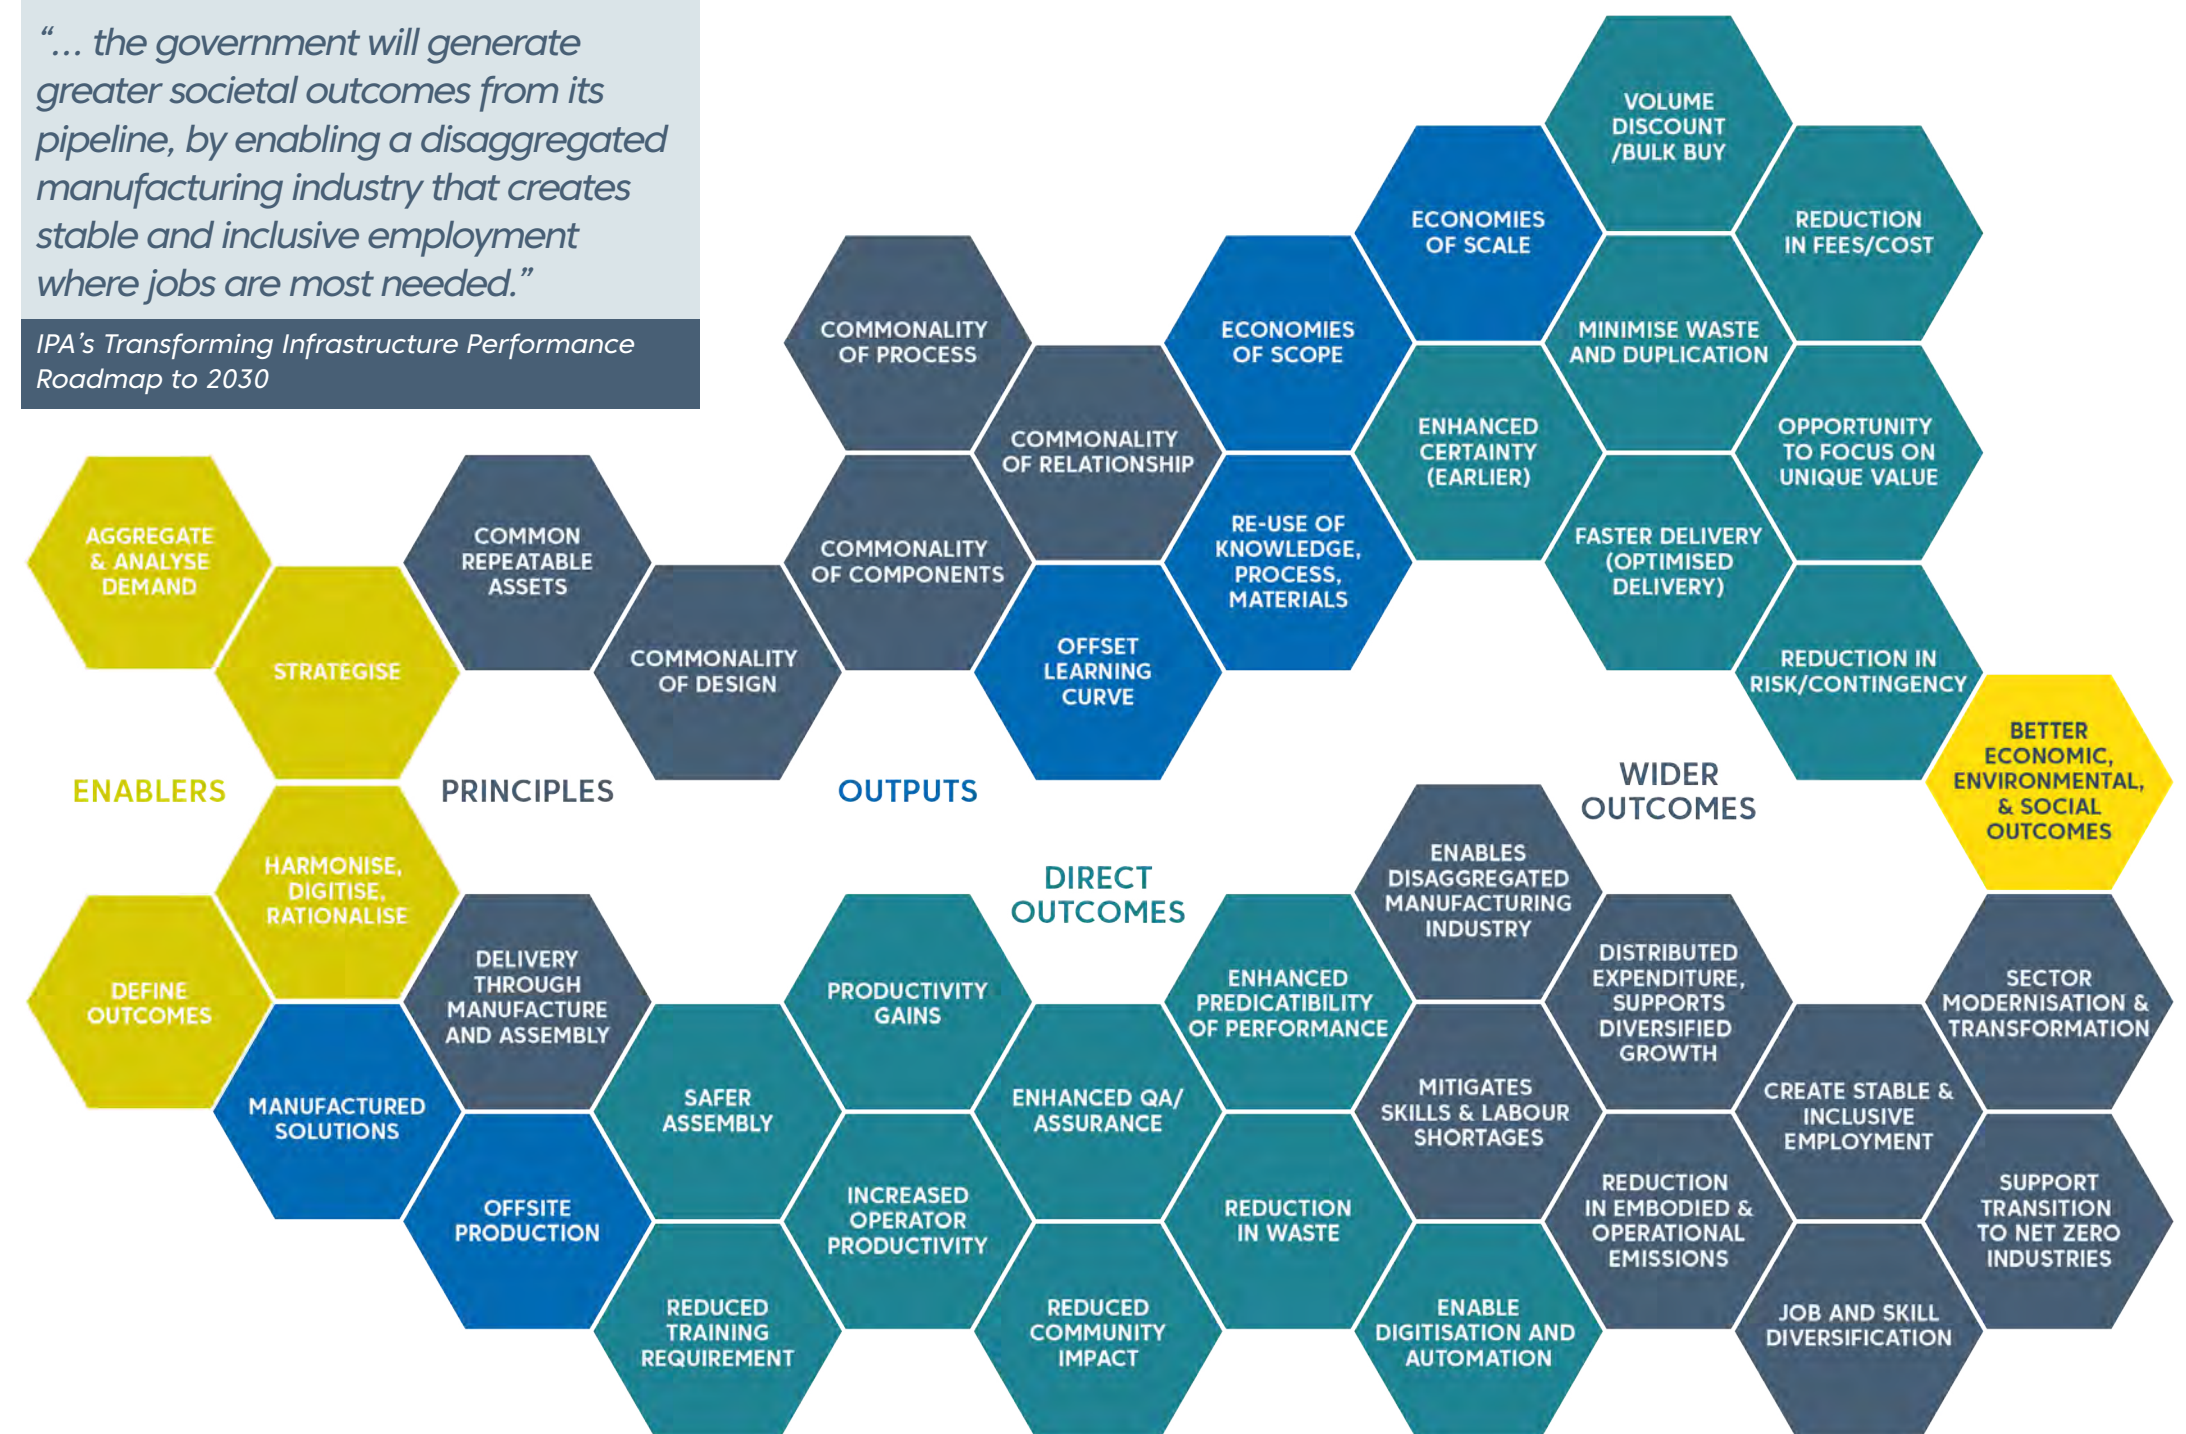 “... the government will generate
greater societal outcomes from its
pipeline, by enabling a disaggregated
manufacturing industry that creates
stable and inclusive employment
where jobs are most needed.”
IPA’s Transforming Infrastructure Performance
Roadmap to 2030
VOLUME
DISCOUNT
/BULK BUY
ECONOMIES
OF SCALE
REDUCTION
IN FEES/COST
COMMONALITY
OF PROCESS
ECONOMIES
OF SCOPE
MINIMISE WASTE
AND DUPLICATION
COMMONALITY
OF RELATIONSHIP
ENHANCED
CERTAINTY
(EARLIER)
OPPORTUNITY
TO FOCUS ON
UNIQUE VALUE
AGGREGATE
& ANALYSE
DEMAND
COMMON
REPEATABLE
ASSETS
COMMONALITY
OF COMPONENTS
RE-USE OF
KNOWLEDGE,
PROCESS,
MATERIALS
FASTER DELIVERY
(OPTIMISED
DELIVERY)
STRATEGISE
COMMONALITY
OF DESIGN
OFFSET
LEARNING
CURVE
REDUCTION IN
RISK/CONTINGENCY
BETTER
ECONOMIC,
ENVIRONMENTAL,
& SOCIAL
OUTCOMES
ENABLERS
PRINCIPLES
OUTPUTS
WIDER
OUTCOMES
DIRECT
OUTCOMES
HARMONISE,
DIGITISE,
RATIONALISE
ENABLES
DISAGGREGATED
MANUFACTURING
INDUSTRY
DEFINE
OUTCOMES
DELIVERY
THROUGH
MANUFACTURE
AND ASSEMBLY
PRODUCTIVITY
GAINS
ENHANCED
PREDICATIBILITY
OF PERFORMANCE
DISTRIBUTED
EXPENDITURE,
SUPPORTS
DIVERSIFIED
GROWTH
SECTOR
MODERNISATION &
TRANSFORMATION
MANUFACTURED
SOLUTIONS
SAFER
ASSEMBLY
ENHANCED QA/
ASSURANCE
MITIGATES
SKILLS & LABOUR
SHORTAGES
CREATE STABLE &
INCLUSIVE
EMPLOYMENT
OFFSITE
PRODUCTION
INCREASED
OPERATOR
PRODUCTIVITY
REDUCTION
IN WASTE
REDUCTION
IN EMBODIED &
OPERATIONAL
EMISSIONS
SUPPORT
TRANSITION
TO NET ZERO
INDUSTRIES
REDUCED
TRAINING
REQUIREMENT
REDUCED
COMMUNITY
IMPACT
ENABLE
DIGITISATION AND
AUTOMATION
JOB AND SKILL
DIVERSIFICATION